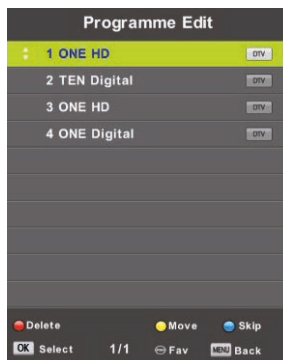 Programme Edit
1 ONE HD DTV
2 TEN Digital DTV
3 ONE HD DTV
4 ONE Digital DTV
Delete Move Skip
OK Select 1/1 Fav MENU Back